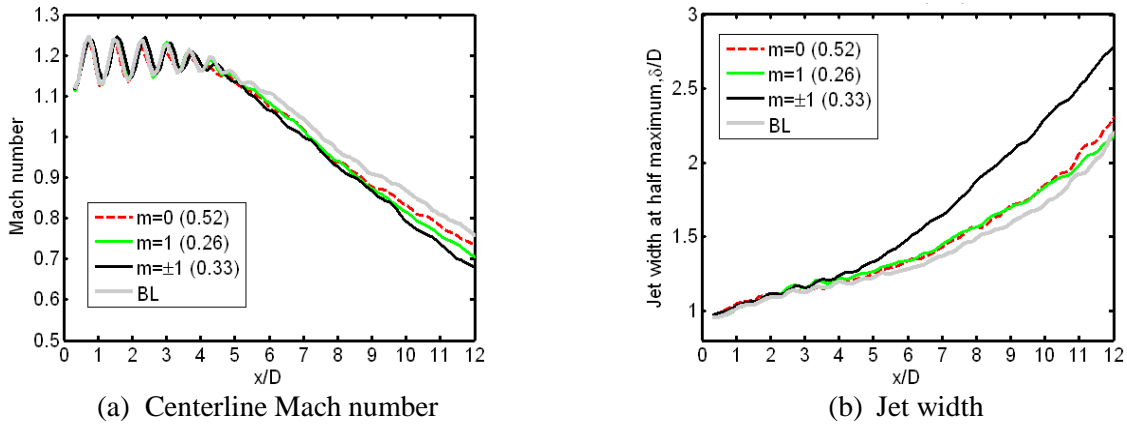 1.3
1.2
1.1
1
0.9
0.8
0.7
0.6
0.5
Mach number
m=0 (0.52)
m=1 (0.26)
m=±1 (0.33)
BL
0 1 2 3 4 5 6 7 8 9 10 11 12
x/D
(a) Centerline Mach number
3
2.5
2
1.5
1
Jet width at half maximum,δ/D
m=0 (0.52)
m=1 (0.26)
m=±1 (0.33)
BL
0 1 2 3 4 5 6 7 8 9 10 11 12
x/D
(b) Jet width